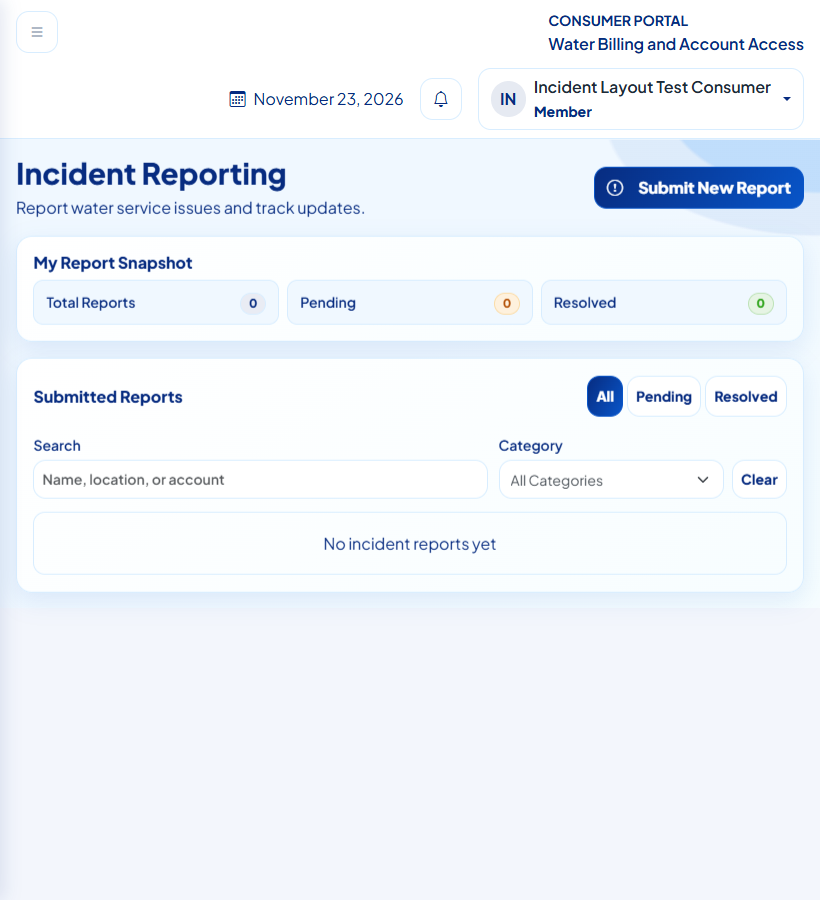 CONSUMER PORTAL
Water Billing and Account Access
November 23, 2026
IN
Incident Layout Test Consumer
Member
Incident Reporting
Report water service issues and track updates.
Submit New Report
My Report Snapshot
Total Reports 0
Pending 0
Resolved 0
Submitted Reports
All
Pending
Resolved
Search
Category
Name, location, or account
All Categories
Clear
No incident reports yet